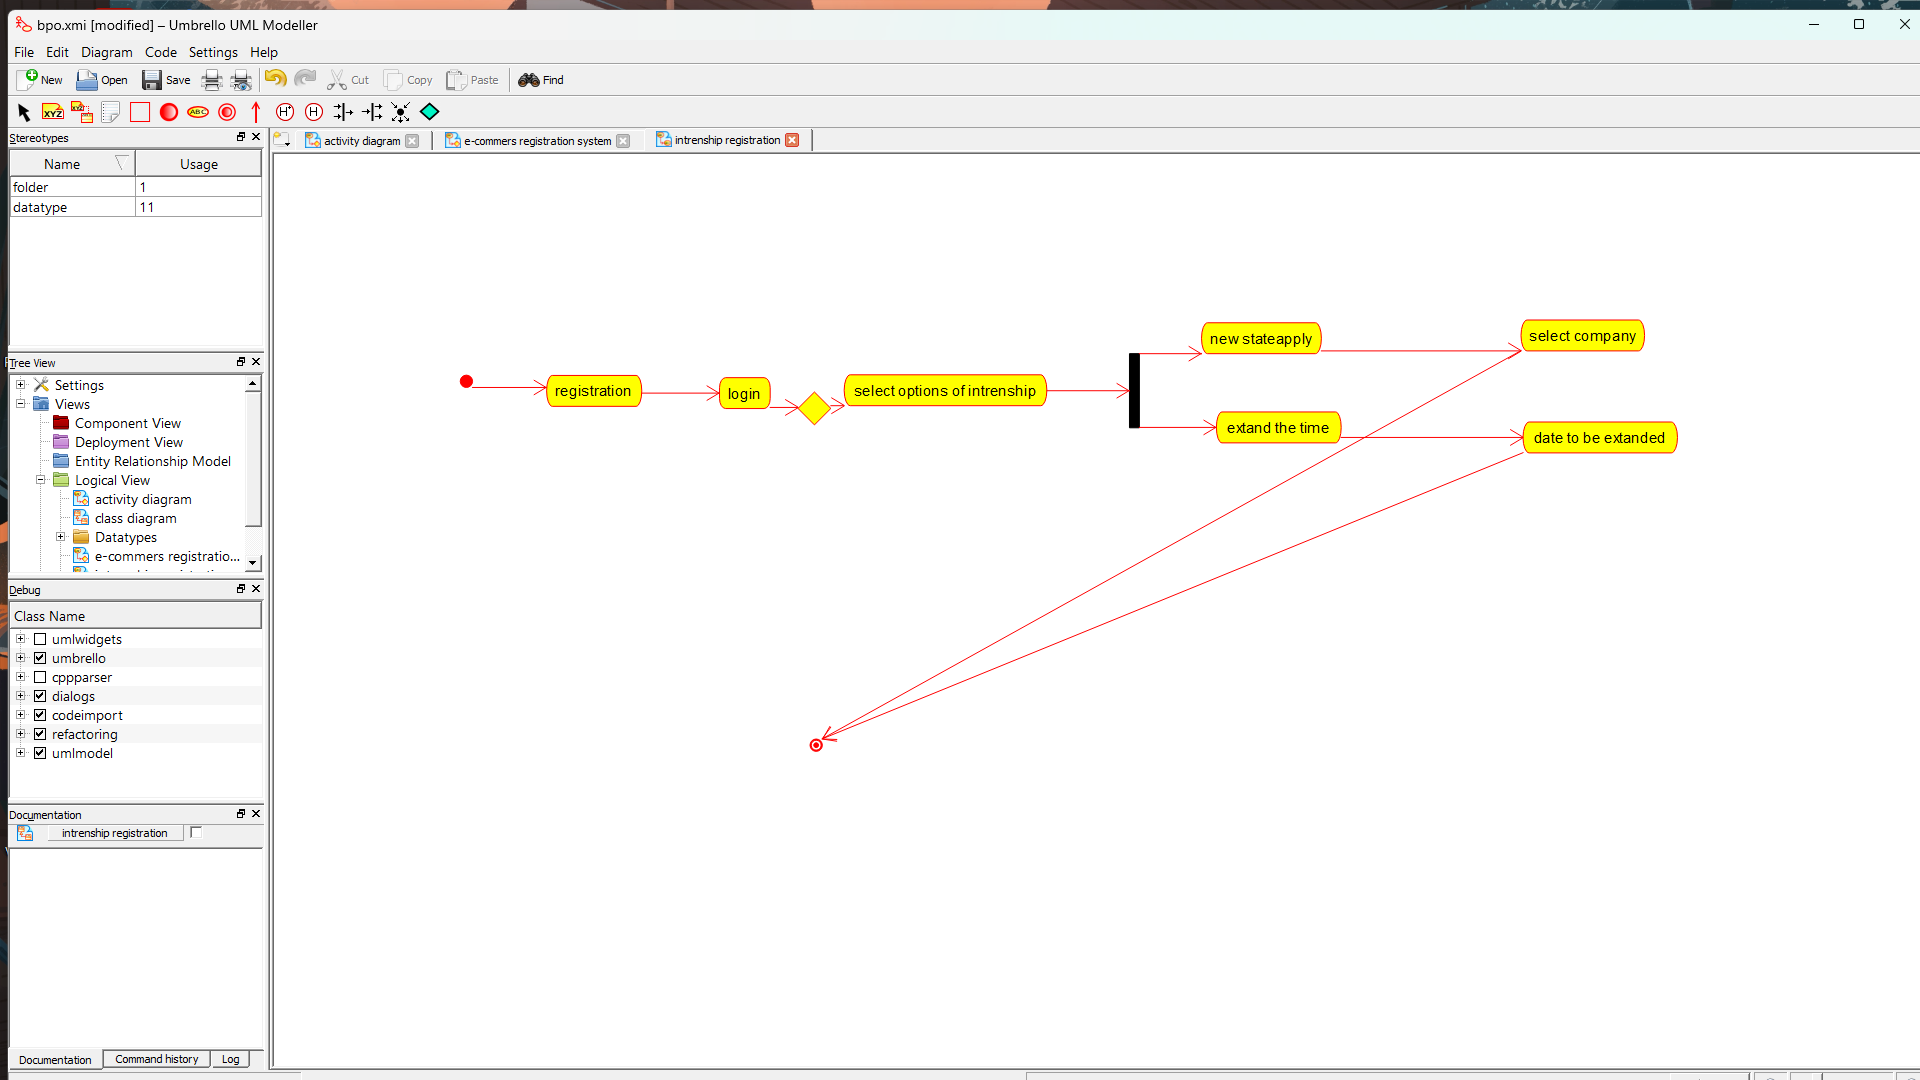 bpo.xmi [modified] – Umbrello UML Modeller
File Edit Diagram Code Settings Help
New Open Save Cut Copy Paste Find
XYZ XYZ ABC H* H
Stereotypes
activity diagram e-commers registration system intrenship registration
Name Usage
folder 1
datatype 11
Tree View
Settings
Views
Component View
Deployment View
Entity Relationship Model
Logical View
activity diagram
class diagram
Datatypes
e-commers registratio...
Debug
Class Name
umlwidgets
umbrello
cppparser
dialogs
codeimport
refactoring
umlmodel
Documentation
intrenship registration
Documentation Command history Log
registration
login
select options of intrenship
new stateapply
select company
extand the time
date to be extanded